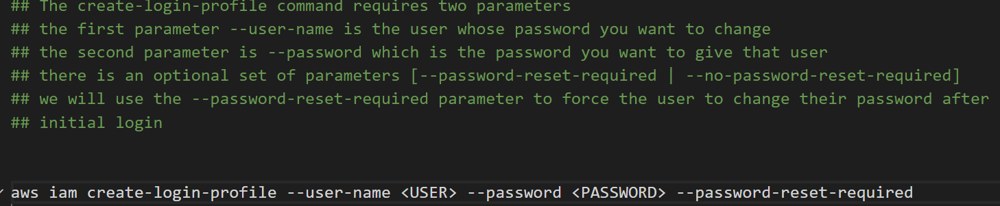 ## The create-login-profile command requires two parameters
## the first parameter --user-name is the user whose password you want to change
## the second parameter is --password which is the password you want to give that user
## there is an optional set of parameters [--password-reset-required | --no-password-reset-required]
## we will use the --password-reset-required parameter to force the user to change their password after
## initial login
aws iam create-login-profile --user-name <USER> --password <PASSWORD> --password-reset-required